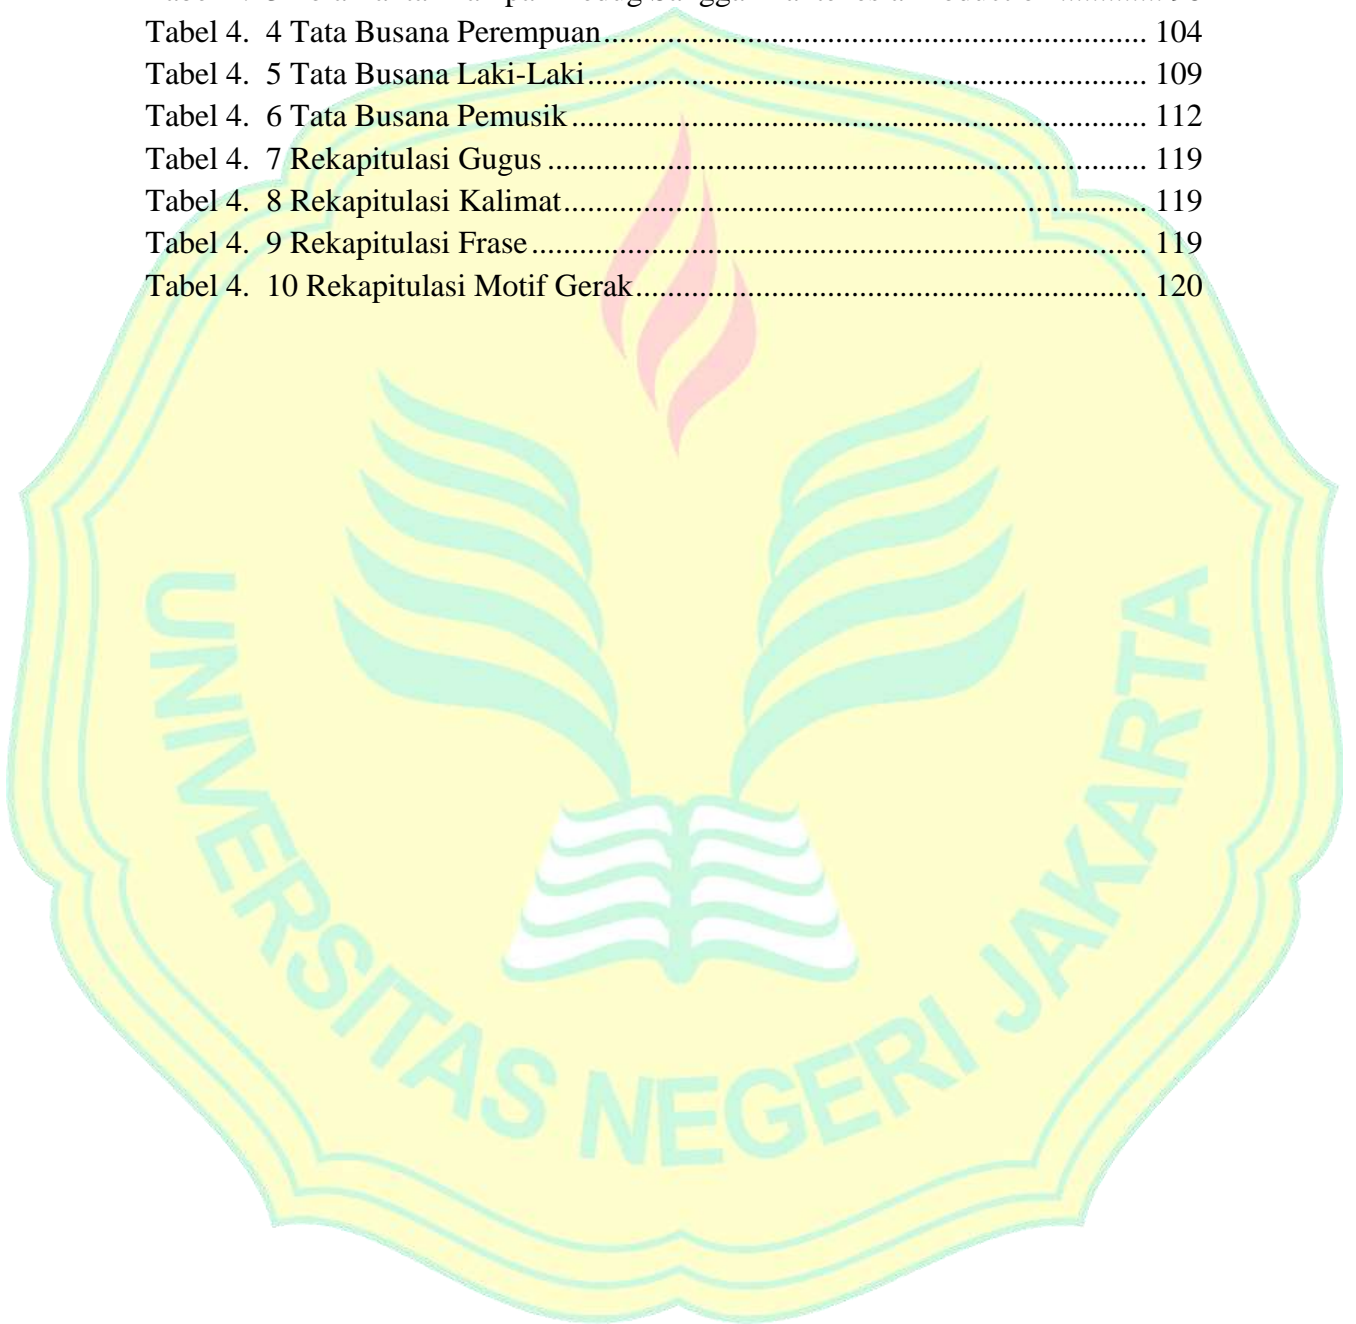 Tabel 4.  4 Tata Busana Perempuan........................................................................ 104
Tabel 4.  5 Tata Busana Laki-Laki.......................................................................... 109
Tabel 4.  6 Tata Busana Pemusik............................................................................ 112
Tabel 4.  7 Rekapitulasi Gugus ............................................................................... 119
Tabel 4.  8 Rekapitulasi Kalimat............................................................................. 119
Tabel 4.  9 Rekapitulasi Frase ................................................................................. 119
Tabel 4.  10 Rekapitulasi Motif Gerak.................................................................... 120
UNIVERSITAS NEGERI JAKARTA